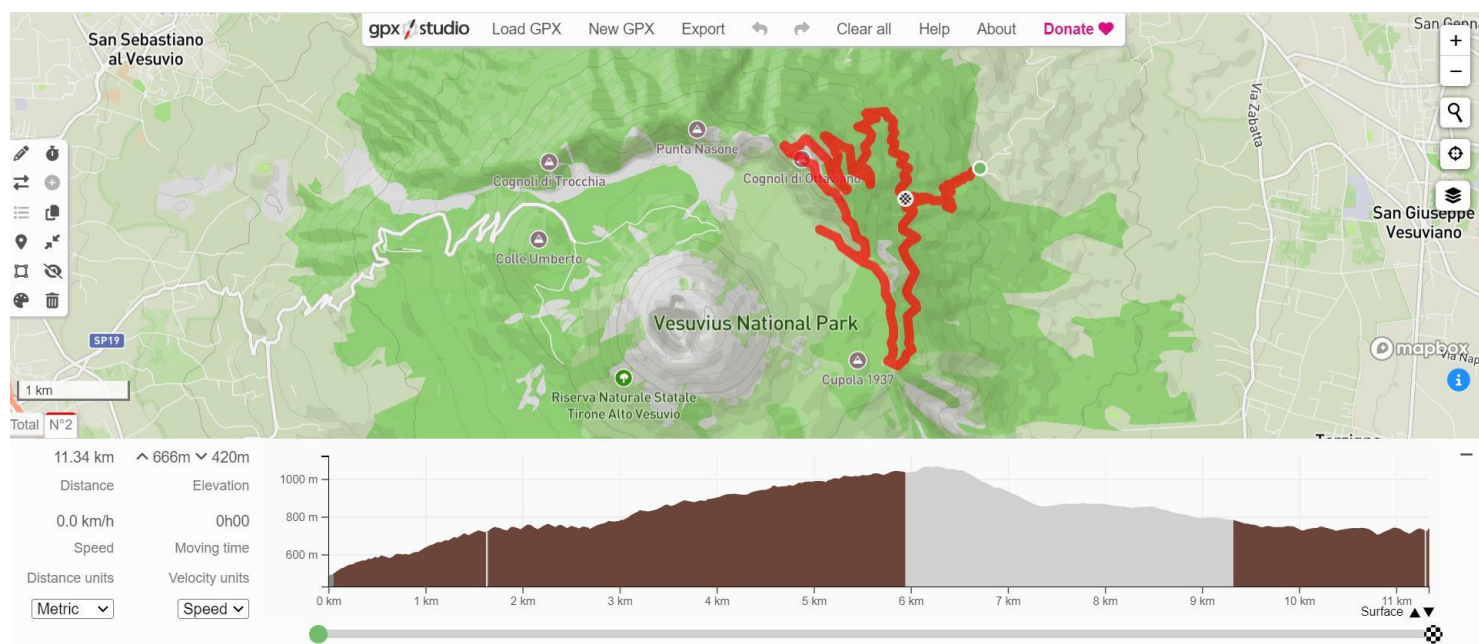 gpx studio Load GPX New GPX Export Clear all Help About Donate
San Sebastiano
al Vesuvio
San Genn
Via Zabatta
Punta Nasone
Cognoli di Trocchia
Cognoli di Ottaviano
San Giuseppe
Vesuviano
Colle Umberto
Vesuvius National Park
SP19
mapbox
Via Nap
Cupola 1937
1 km
Riserva Naturale Statale
Tirone Alto Vesuvio
Total N°2
Terzigno
11.34 km 666m 420m
Distance Elevation
0.0 km/h 0h00
Speed Moving time
Distance units Velocity units
Metric Speed
1000 m
800 m
600 m
0 km 1 km 2 km 3 km 4 km 5 km 6 km 7 km 8 km 9 km 10 km 11 km
Surface ▲▼